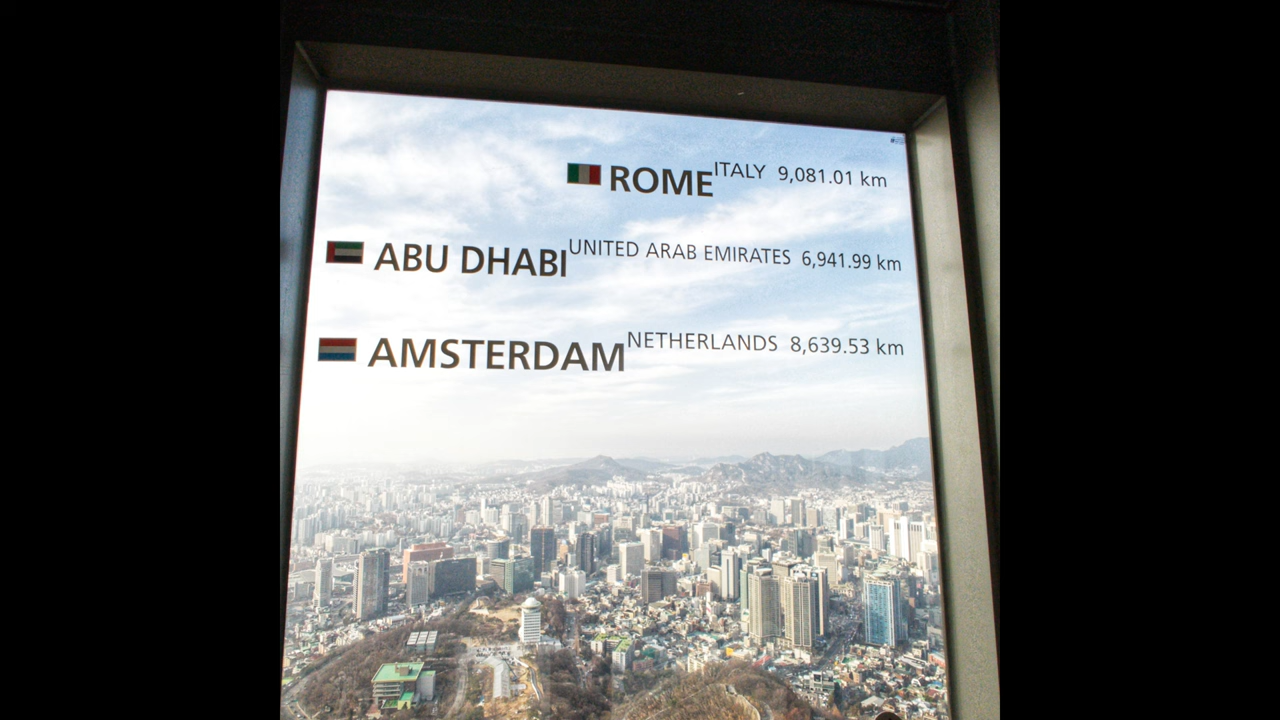 ROME ITALY 9,081.01 km
ABU DHABI UNITED ARAB EMIRATES 6,941.99 km
AMSTERDAM NETHERLANDS 8,639.53 km